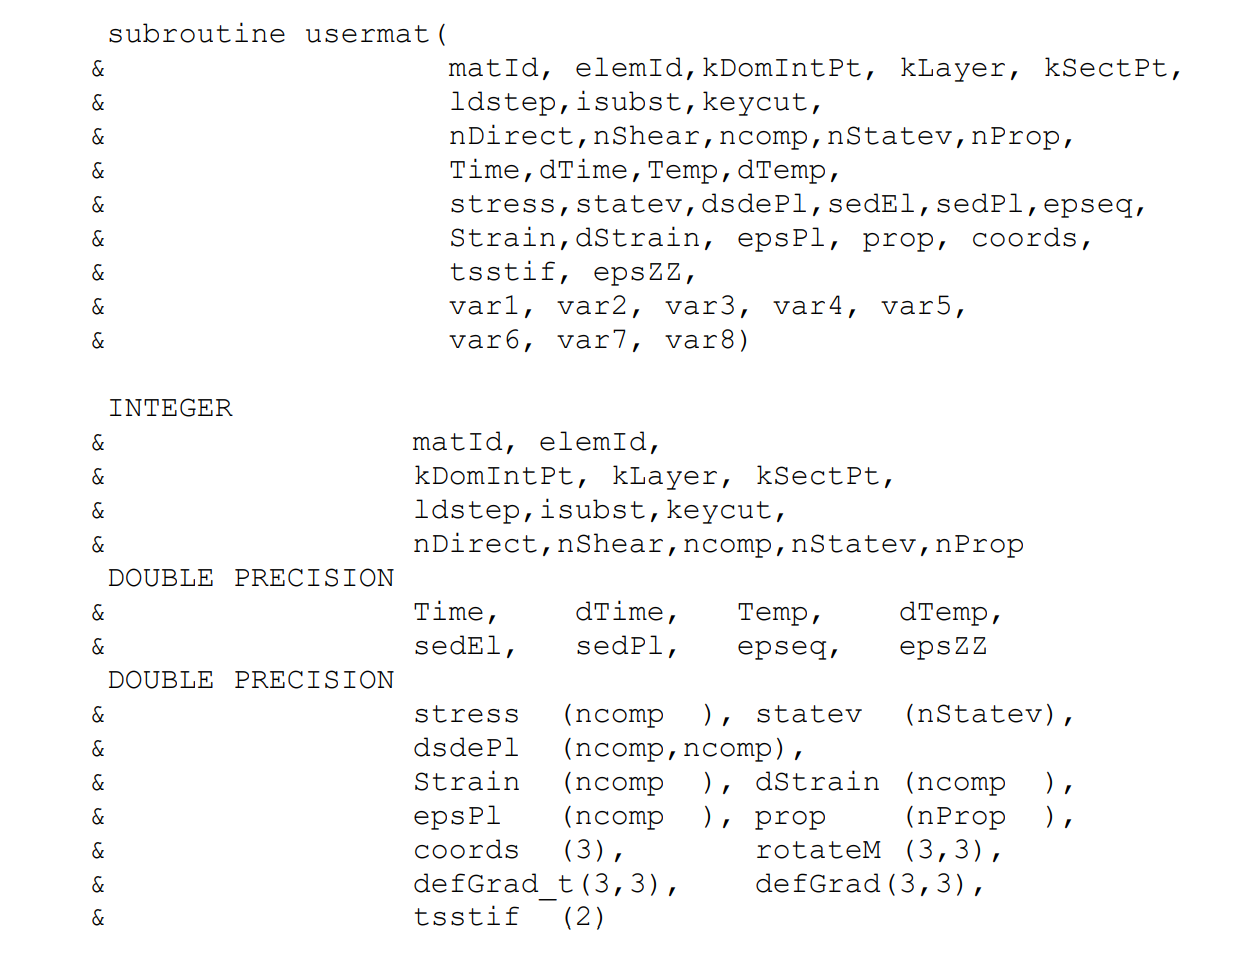 subroutine usermat(
& matId, elemId,kDomIntPt, kLayer, kSectPt,
& ldstep,isubst,keycut,
& nDirect,nShear,ncomp,nStatev,nProp,
& Time,dTime,Temp,dTemp,
& stress,statev,dsdePl,sedEl,sedPl,epseq,
& Strain,dStrain, epsPl, prop, coords,
& tsstif, epsZZ,
& var1, var2, var3, var4, var5,
& var6, var7, var8)
INTEGER
& matId, elemId,
& kDomIntPt, kLayer, kSectPt,
& ldstep,isubst,keycut,
& nDirect,nShear,ncomp,nStatev,nProp
DOUBLE PRECISION
& Time, dTime, Temp, dTemp,
& sedEl, sedPl, epseq, epsZZ
DOUBLE PRECISION
& stress (ncomp ), statev (nStatev),
& dsdePl (ncomp,ncomp),
& Strain (ncomp ), dStrain (ncomp ),
& epsPl (ncomp ), prop (nProp ),
& coords (3), rotateM (3,3),
& defGrad_t(3,3), defGrad(3,3),
& tsstif (2)